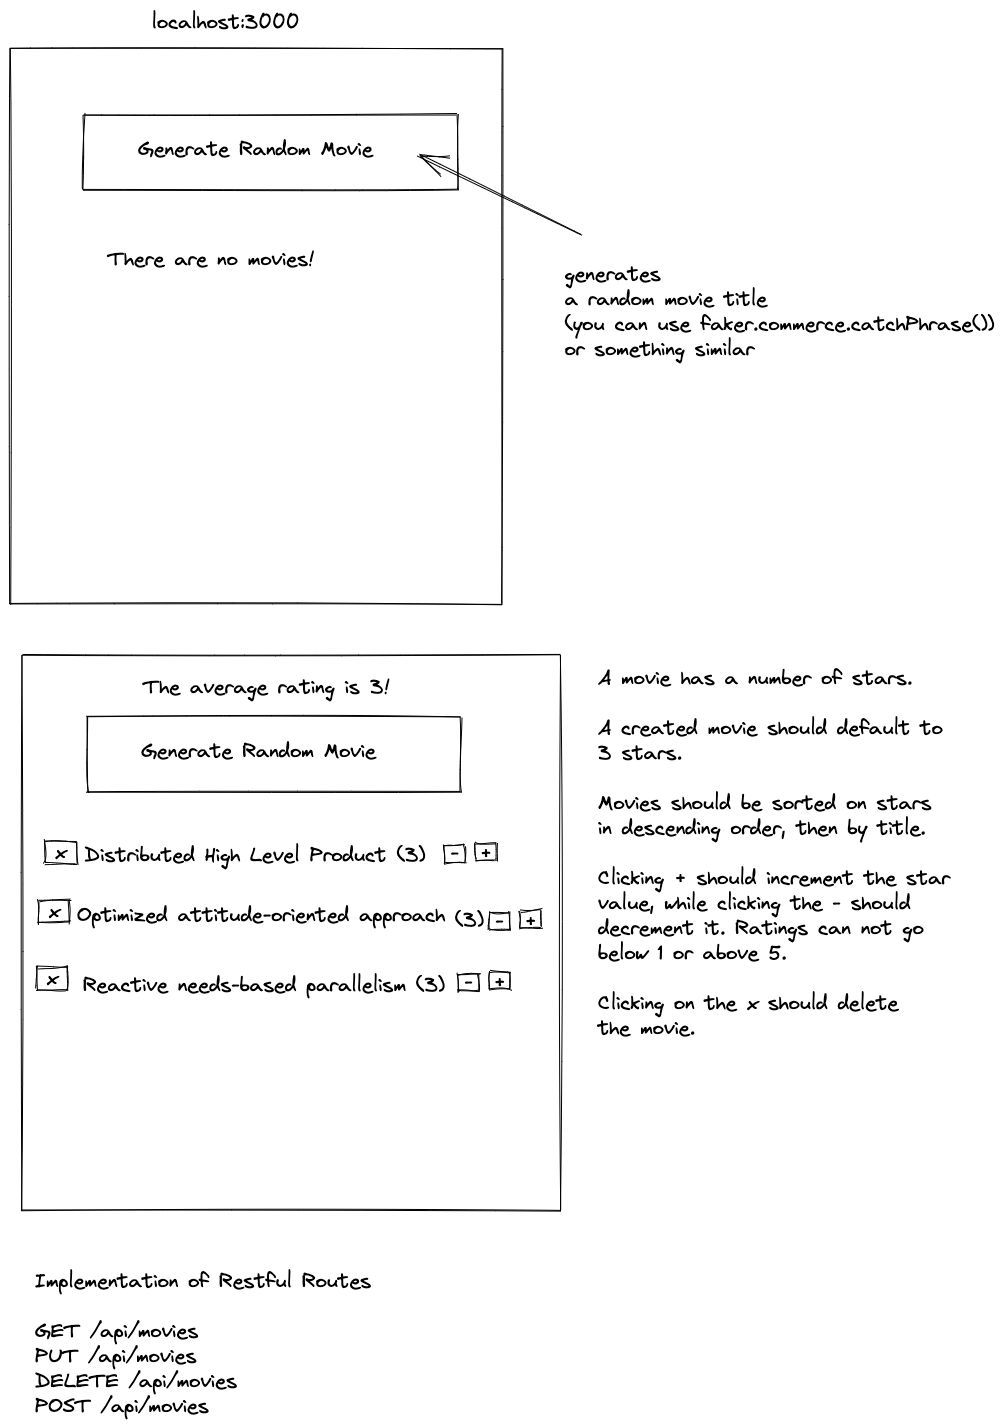 localhost:3000
Generate Random Movie
There are no movies!
generates
a random movie title
(you can use faker.commerce.catchPhrase())
or something similar
The average rating is 3!
Generate Random Movie
x Distributed High Level Product (3) - +
x Optimized attitude-oriented approach (3) - +
x Reactive needs-based parallelism (3) - +
A movie has a number of stars.
A created movie should default to
3 stars.
Movies should be sorted on stars
in descending order, then by title.
Clicking + should increment the star
value, while clicking the - should
decrement it. Ratings can not go
below 1 or above 5.
Clicking on the x should delete
the movie.
Implementation of Restful Routes
GET /api/movies
PUT /api/movies
DELETE /api/movies
POST /api/movies